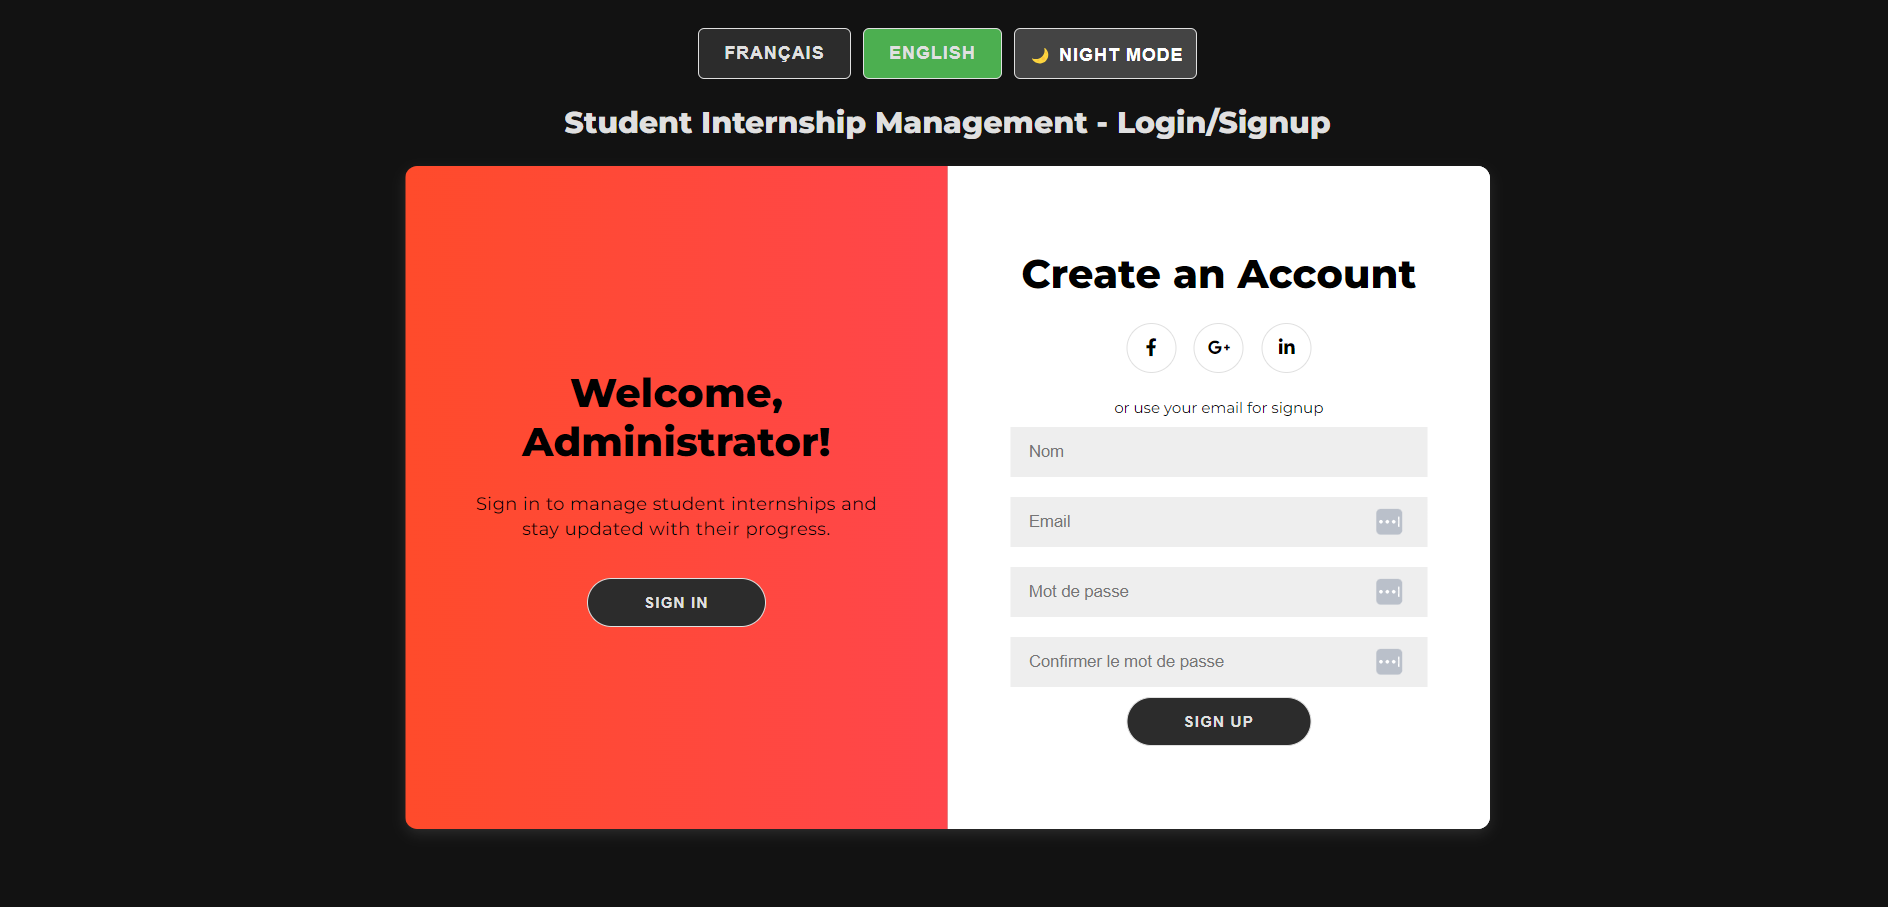 FRANÇAIS
ENGLISH
🌙 NIGHT MODE
Student Internship Management - Login/Signup
Welcome,
Administrator!
Sign in to manage student internships and
stay updated with their progress.
SIGN IN
Create an Account
f
G+
in
or use your email for signup
Nom
Email
Mot de passe
Confirmer le mot de passe
SIGN UP